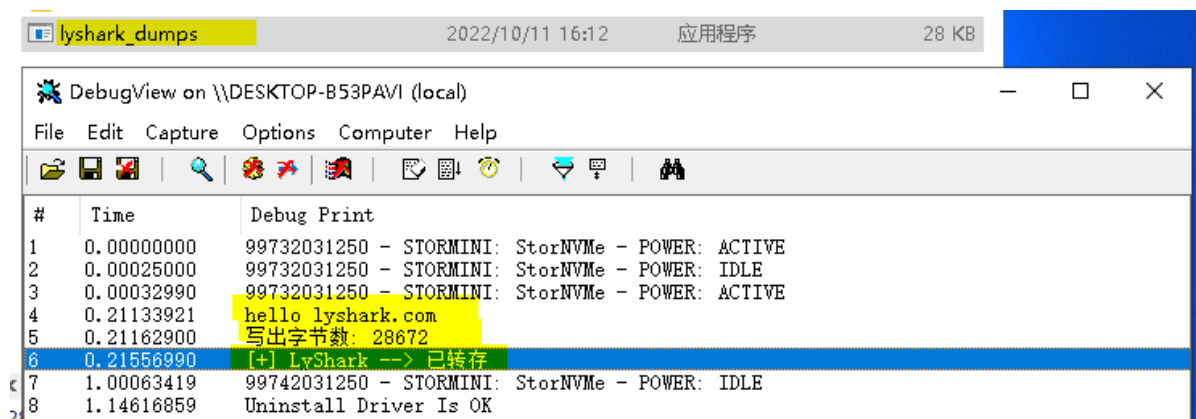 lyshark_dumps 2022/10/11 16:12 应用程序 28 KB
DebugView on \\DESKTOP-B53PAVI (local)
File Edit Capture Options Computer Help
# Time Debug Print
1 0.00000000 99732031250 - STORMINI: StorNVMe - POWER: ACTIVE
2 0.00025000 99732031250 - STORMINI: StorNVMe - POWER: IDLE
3 0.00032990 99732031250 - STORMINI: StorNVMe - POWER: ACTIVE
4 0.21133921 hello lyshark.com
5 0.21162900 写出字节数: 28672
6 0.21556990 [+] LyShark --> 已转存
7 1.00063419 99742031250 - STORMINI: StorNVMe - POWER: IDLE
8 1.14616859 Uninstall Driver Is OK